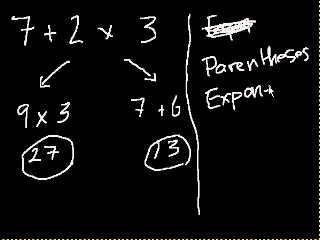 7 + 2 × 3
9 × 3
7 + 6
27
13
Parentheses
Expon